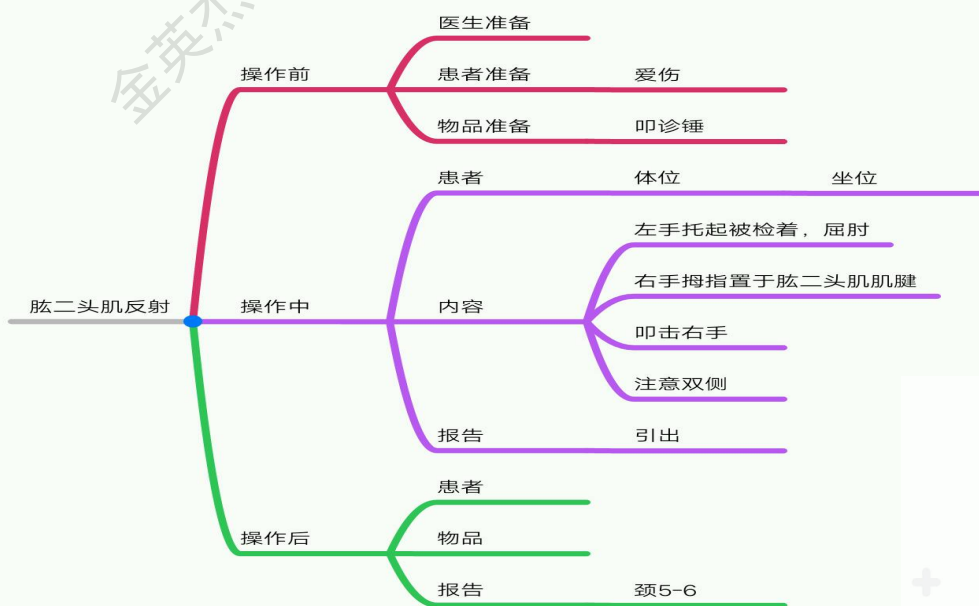 金英杰
医生准备
操作前
患者准备
爱伤
物品准备
叩诊锤
患者
体位
坐位
左手托起被检着，屈肘
右手拇指置于肱二头肌肌腱
肱二头肌反射
操作中
内容
叩击右手
注意双侧
报告
引出
患者
操作后
物品
报告
颈5-6